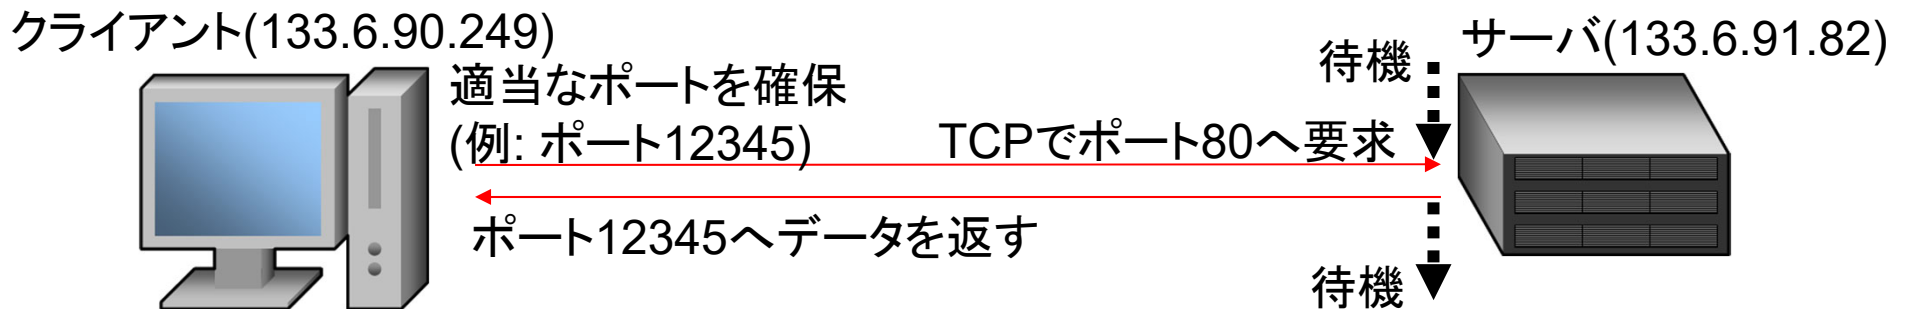 クライアント(133.6.90.249)
適当なポートを確保
(例: ポート12345)
TCPでポート80へ要求
ポート12345へデータを返す
待機
サーバ(133.6.91.82)
待機